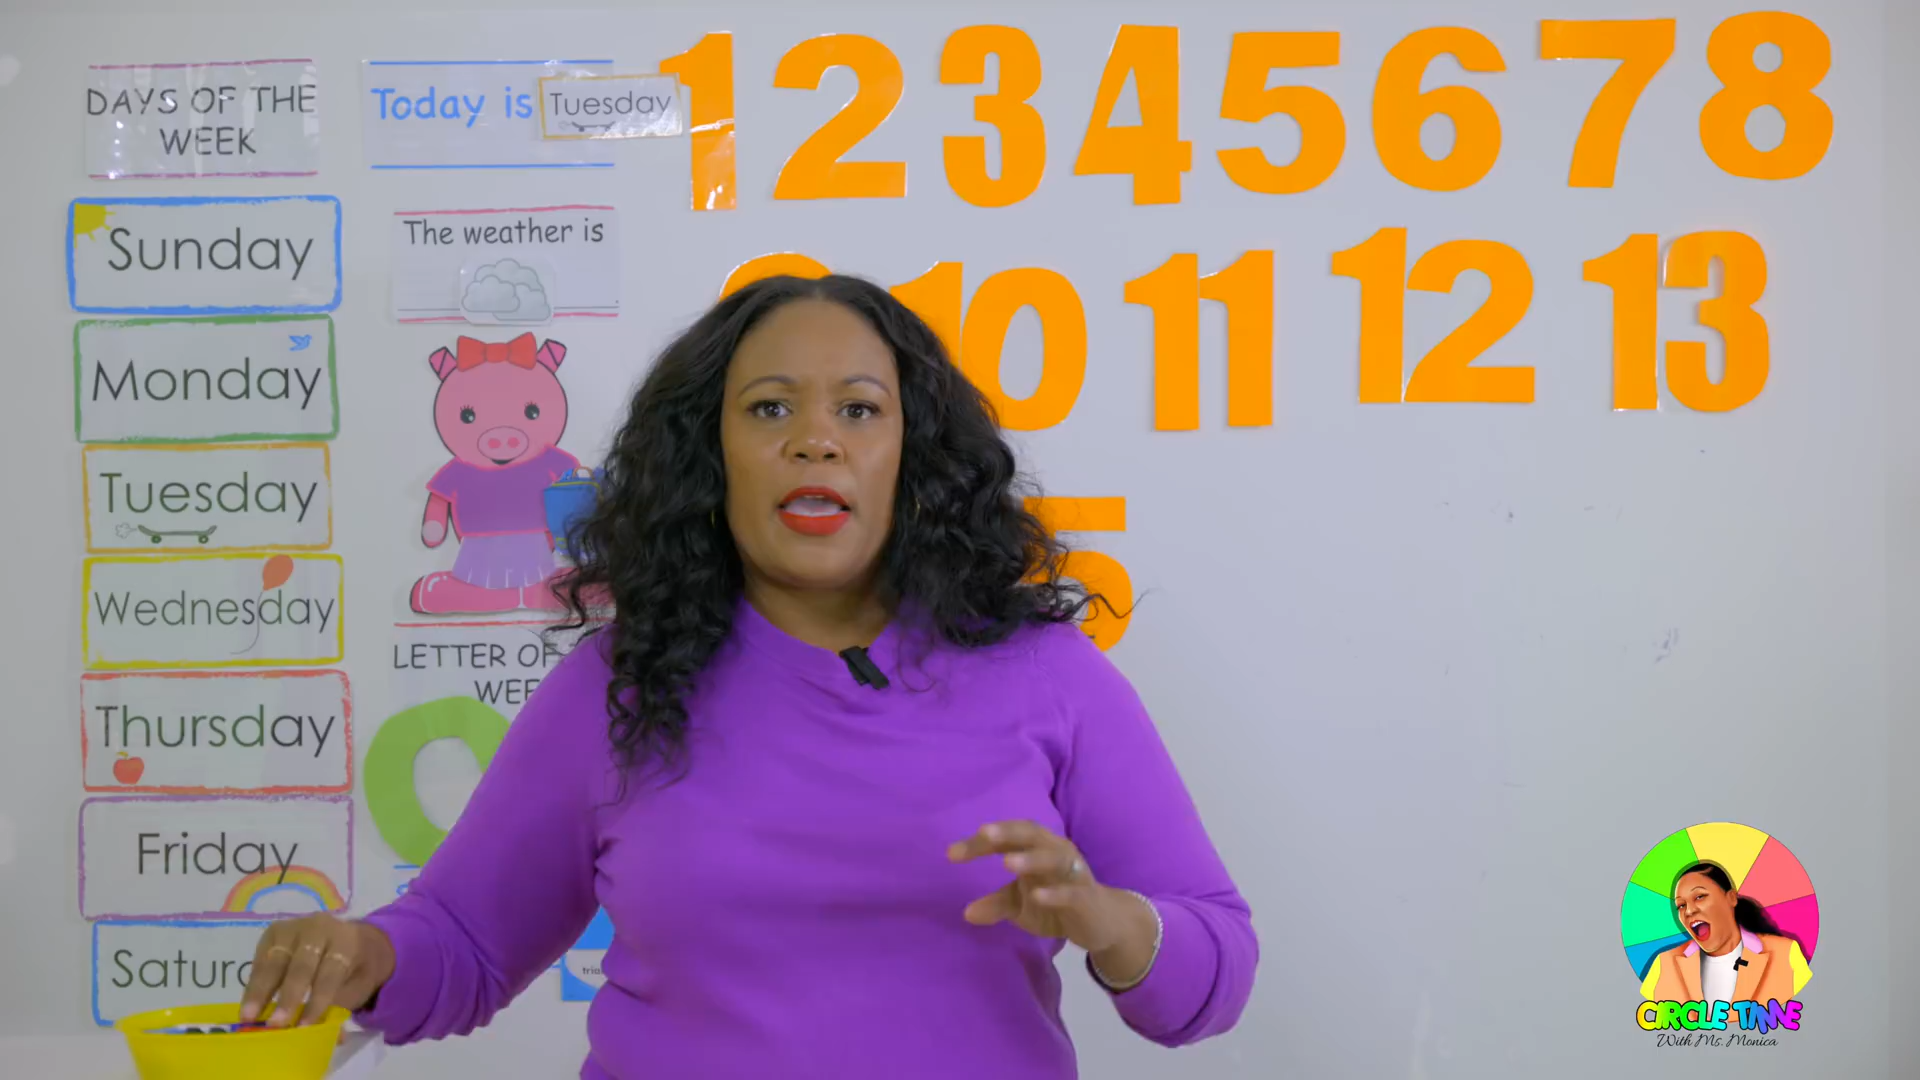 DAYS OF THE
WEEK
Sunday
Monday
Tuesday
Wednesday
Thursday
Friday
Today is Tuesday
The weather is
LETTER OF
1 2 3 4 5 6 7 8
10 11 12 13
CIRCLE TIME
With Ms. Monica